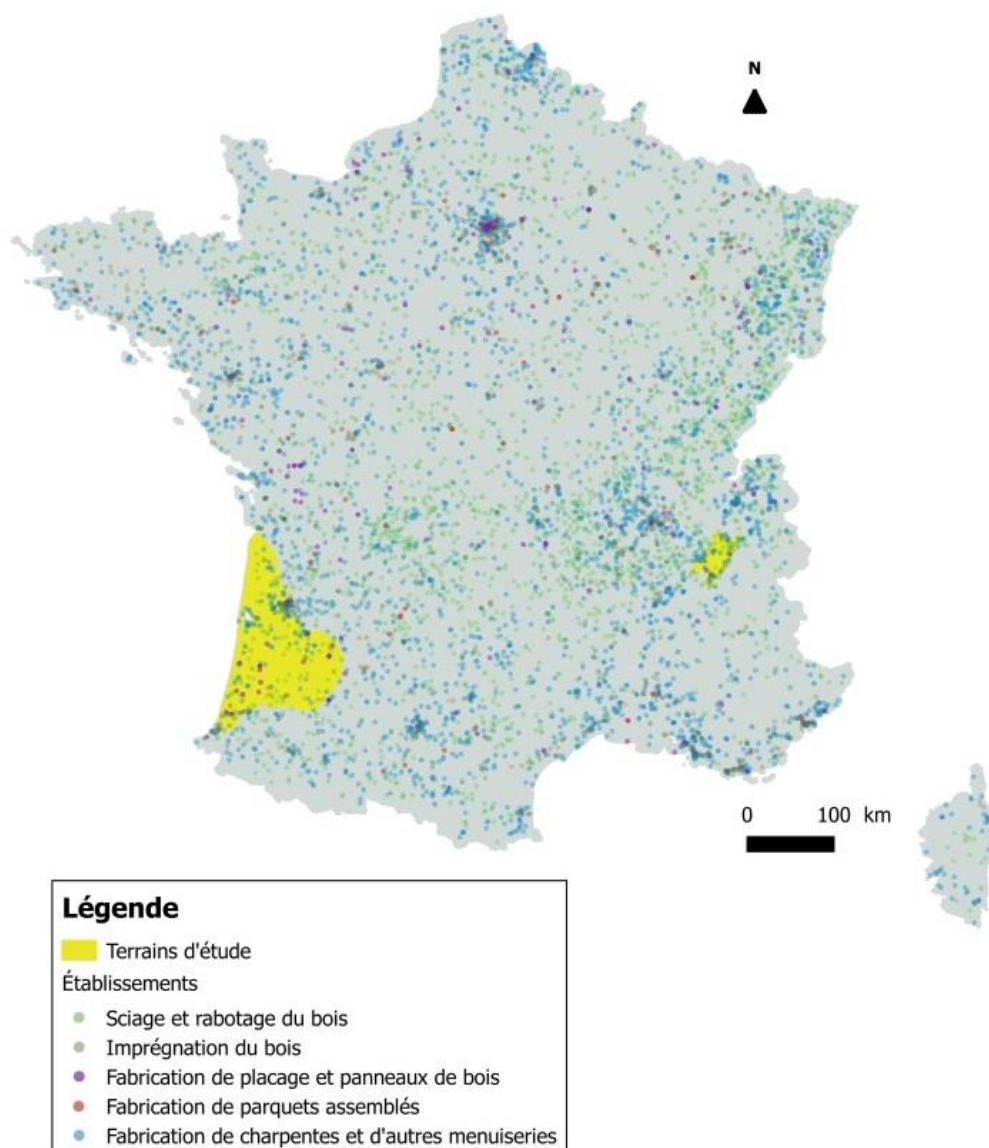 N
0 100 km
Légende
Terrains d'étude
Établissements
Sciage et rabotage du bois
Imprégnation du bois
Fabrication de placage et panneaux de bois
Fabrication de parquets assemblés
Fabrication de charpentes et d'autres menuiseries